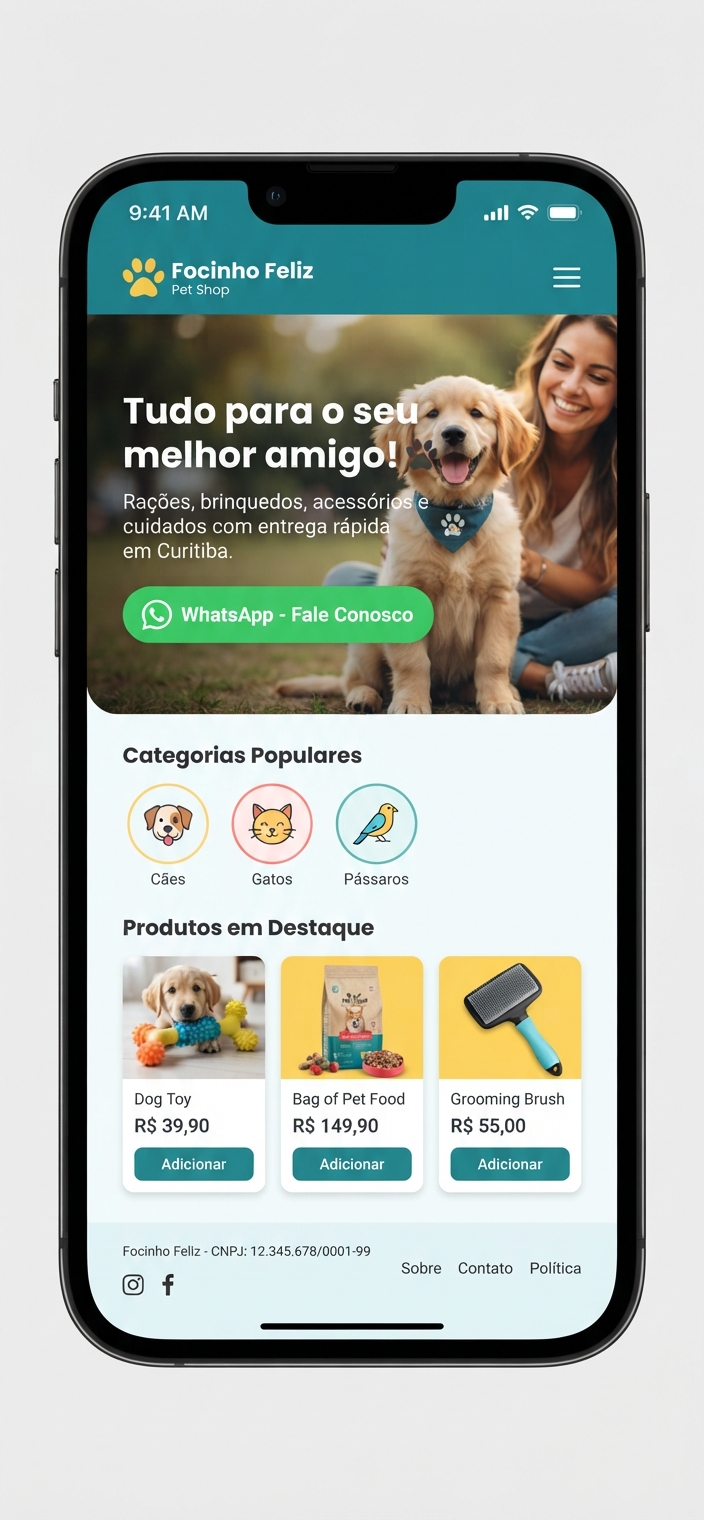 9:41 AM
Focinho Feliz
Pet Shop
Tudo para o seu
melhor amigo!
Rações, brinquedos, acessórios e
cuidados com entrega rápida
em Curitiba.
WhatsApp - Fale Conosco
Categorias Populares
Cães
Gatos
Pássaros
Produtos em Destaque
Dog Toy
R$ 39,90
Adicionar
Bag of Pet Food
R$ 149,90
Adicionar
Grooming Brush
R$ 55,00
Adicionar
Focinho Feliz - CNPJ: 12.345.678/0001-99
Sobre Contato Política